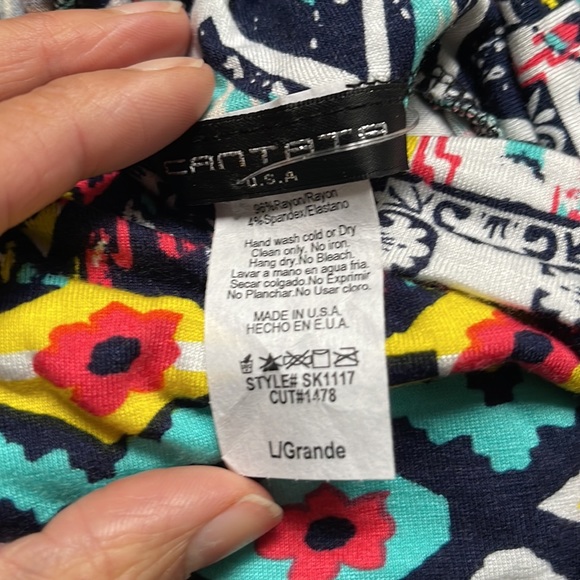 CANTATA
U.S.A
96%Rayon/Rayon
4%Spandex/Elastano
Hand wash cold or Dry
Clean only. No iron.
Hang dry.No Bleach.
Lavar a mano en agua fria.
Secar colgado.No Exprimir
No Planchar.No Usar cloro.
MADE IN U.S.A.
HECHO EN E.U.A.
STYLE# SK1117
CUT#1478
L/Grande